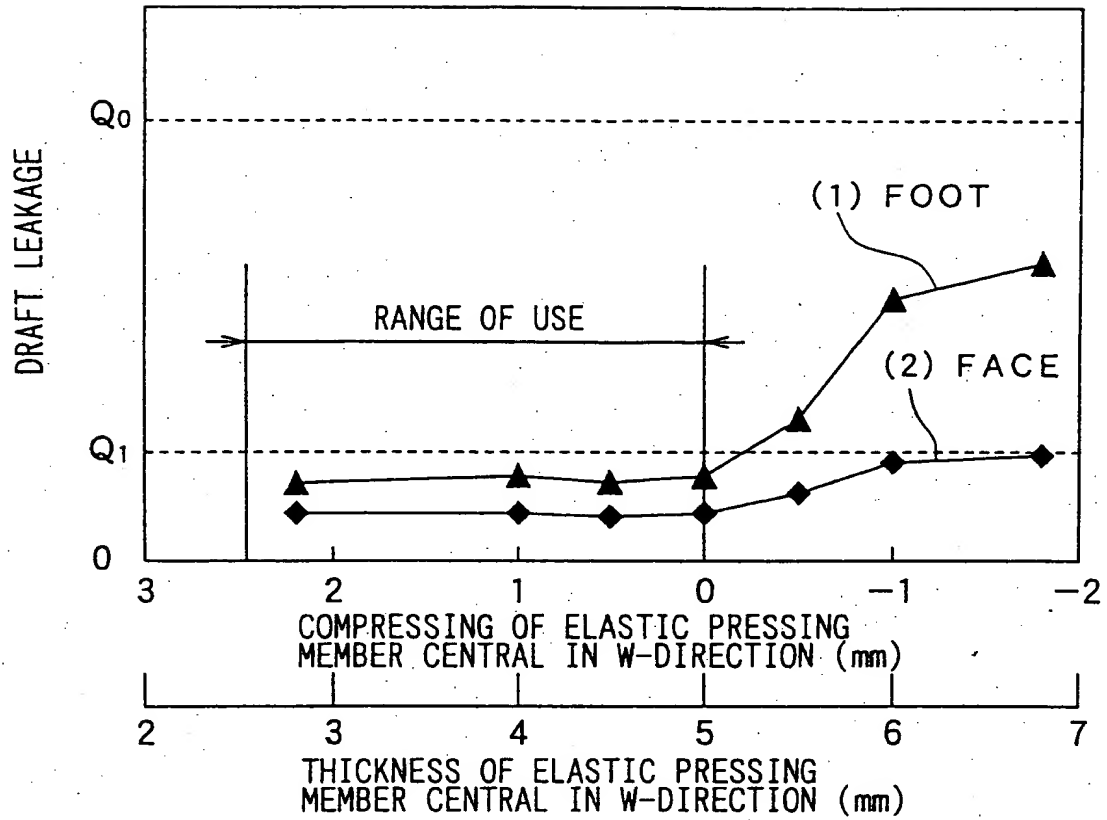 DRAFT LEAKAGE
Q0
(1) FOOT
RANGE OF USE
(2) FACE
Q1
0
3 2 1 0 -1 -2
COMPRESSING OF ELASTIC PRESSING
MEMBER CENTRAL IN W-DIRECTION (mm)
2 3 4 5 6 7
THICKNESS OF ELASTIC PRESSING
MEMBER CENTRAL IN W-DIRECTION (mm)